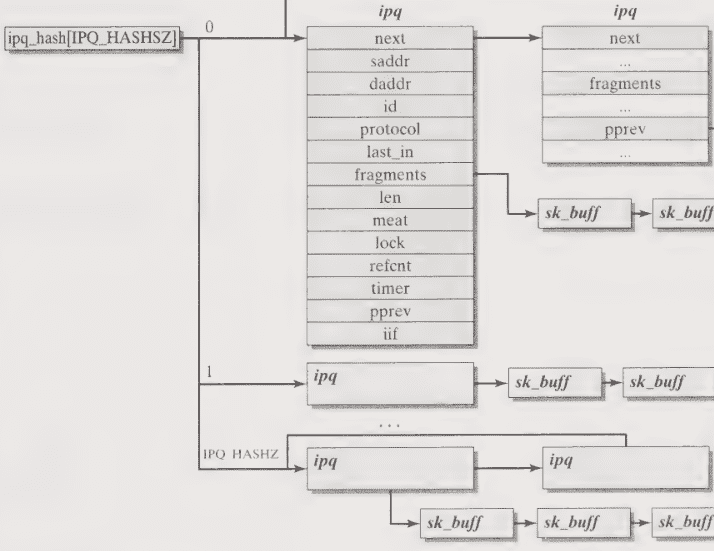 ipq
ipq
ipq_hash[IPQ_HASHSZ]
0
next
saddr
daddr
id
protocol
last_in
fragments
len
meat
lock
refcnt
timer
pprev
iif
next
...
fragments
...
pprev
...
sk_buff
sk_buff
1
ipq
sk_buff
sk_buff
...
IPQ HASHZ
ipq
ipq
sk_buff
sk_buff
sk_buff